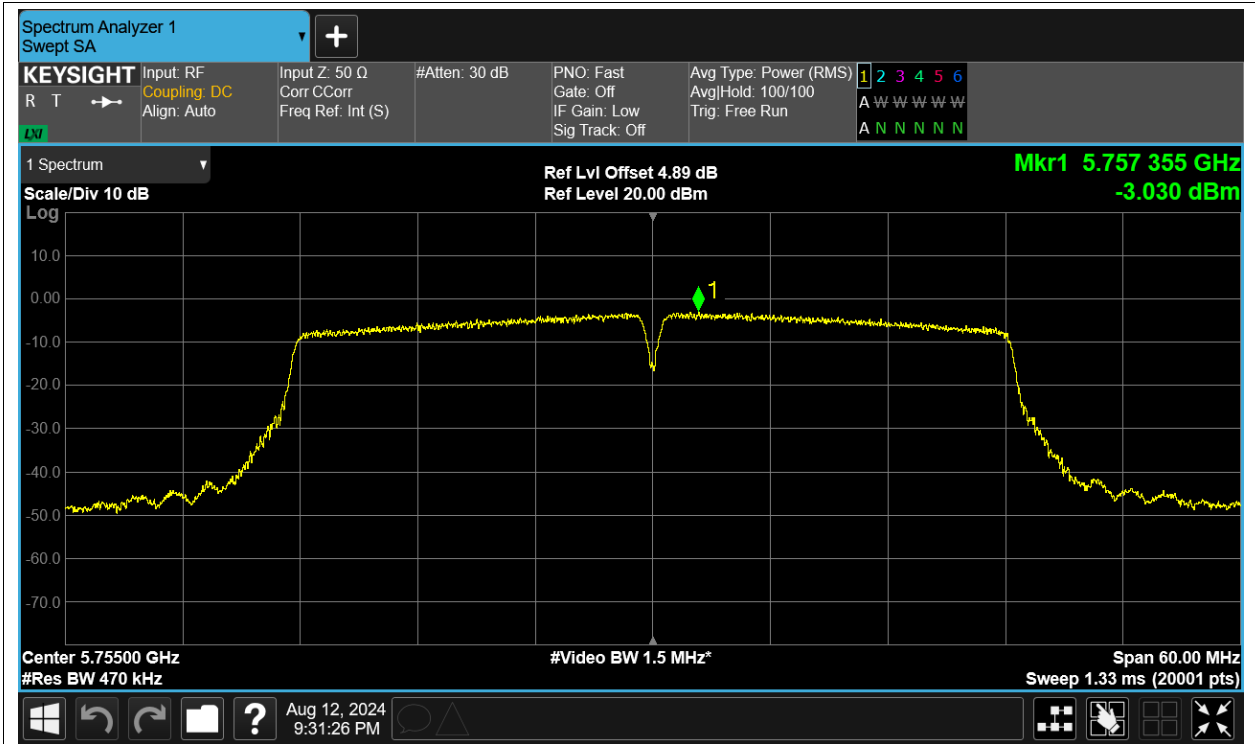 Spectrum Analyzer 1
Swept SA
KEYSIGHT
R T
LXI
Input: RF
Coupling: DC
Align: Auto
Input Z: 50 Ω
Corr CCorr
Freq Ref: Int (S)
#Atten: 30 dB
PNO: Fast
Gate: Off
IF Gain: Low
Sig Track: Off
Avg Type: Power (RMS)
Avg|Hold: 100/100
Trig: Free Run
1 2 3 4 5 6
A W W W W W
A N N N N N
1 Spectrum
Scale/Div 10 dB
Log
Ref Lvl Offset 4.89 dB
Ref Level 20.00 dBm
Mkr1 5.757 355 GHz
-3.030 dBm
10.0
0.00
-10.0
-20.0
-30.0
-40.0
-50.0
-60.0
-70.0
1
Center 5.75500 GHz
#Res BW 470 kHz
#Video BW 1.5 MHz*
Span 60.00 MHz
Sweep 1.33 ms (20001 pts)
?
Aug 12, 2024
9:31:26 PM